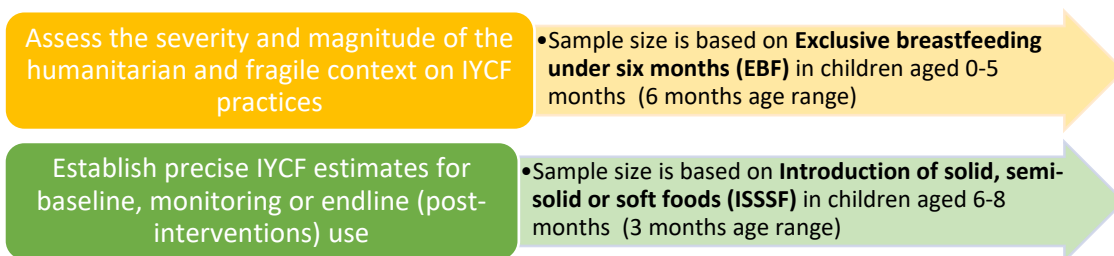 Assess the severity and magnitude of the
humanitarian and fragile context on IYCF
practices
•Sample size is based on Exclusive breastfeeding
under six months (EBF) in children aged 0-5
months (6 months age range)
Establish precise IYCF estimates for
baseline, monitoring or endline (post-
interventions) use
•Sample size is based on Introduction of solid, semi-
solid or soft foods (ISSSF) in children aged 6-8
months (3 months age range)